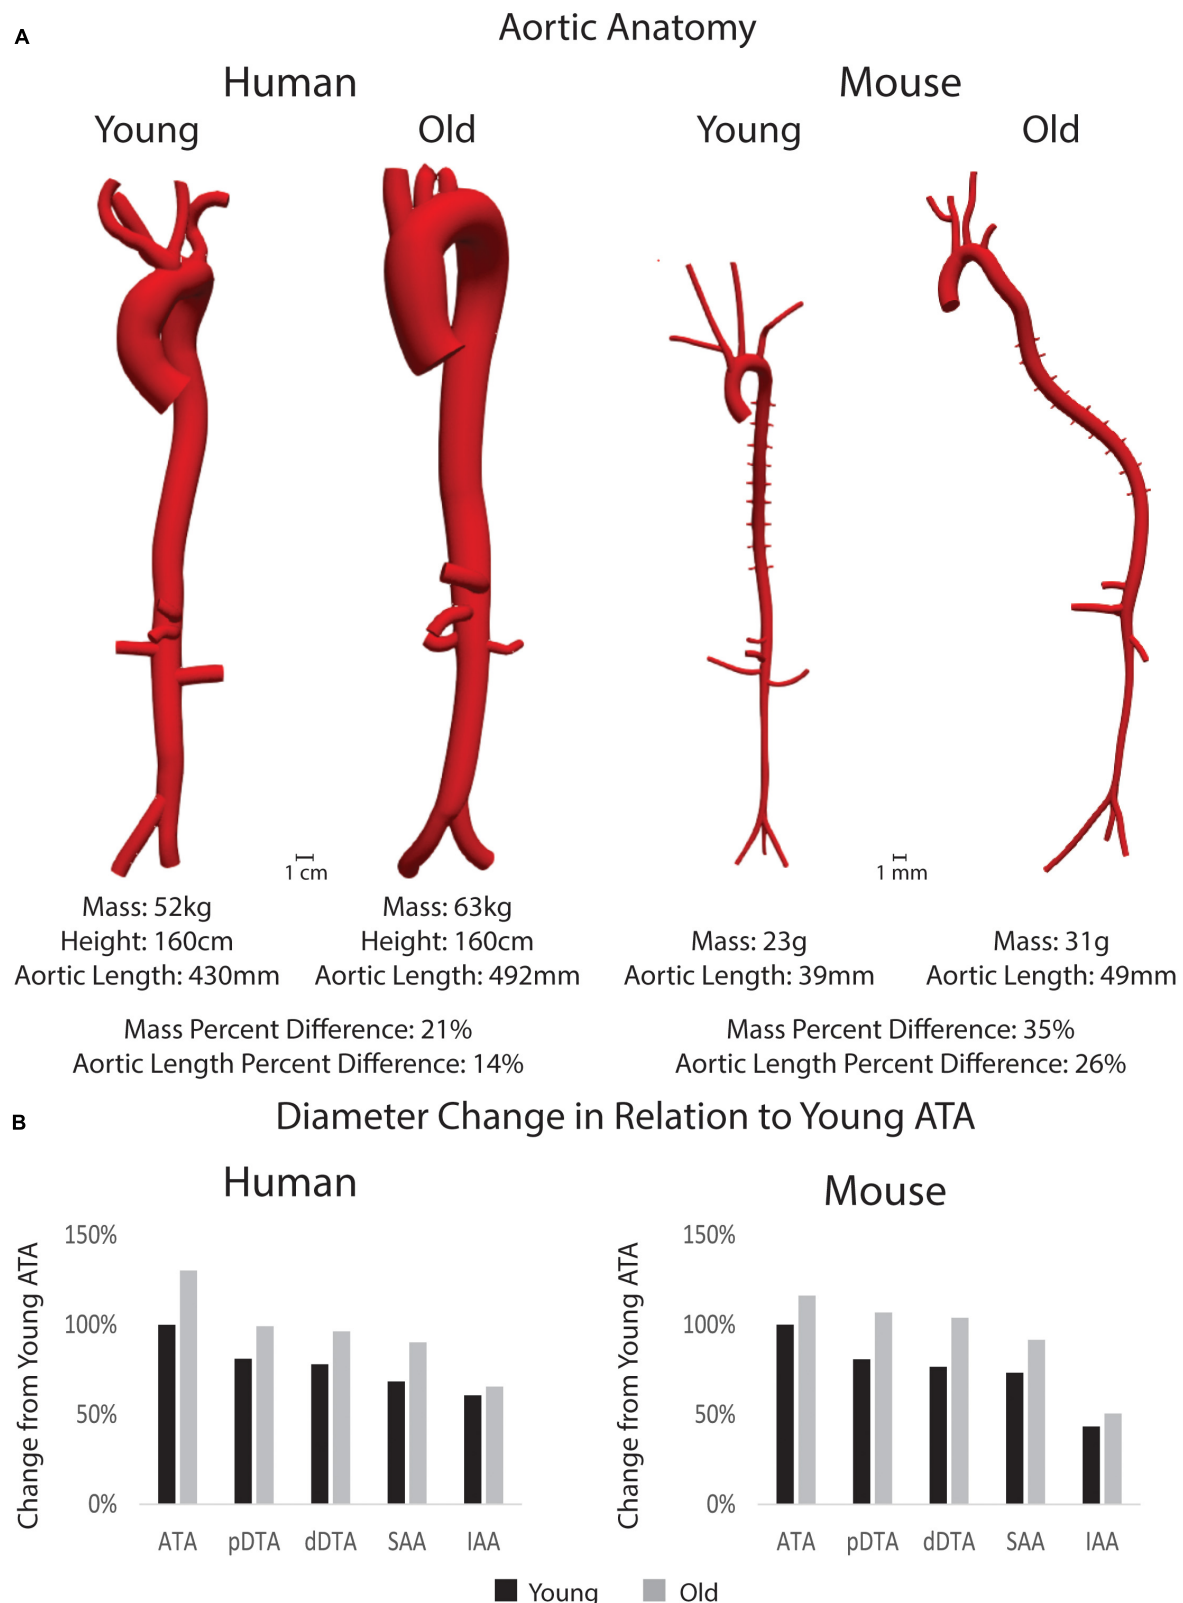 A
Aortic Anatomy
Human
Mouse
Young
Old
Young
Old
1 cm
1 mm
Mass: 52kg
Height: 160cm
Aortic Length: 430mm
Mass: 63kg
Height: 160cm
Aortic Length: 492mm
Mass: 23g
Aortic Length: 39mm
Mass: 31g
Aortic Length: 49mm
Mass Percent Difference: 21%
Aortic Length Percent Difference: 14%
Mass Percent Difference: 35%
Aortic Length Percent Difference: 26%
B
Diameter Change in Relation to Young ATA
Human
Change from Young ATA
150%
100%
50%
0%
ATA pDTA dDTA SAA IAA
Mouse
Change from Young ATA
150%
100%
50%
0%
ATA pDTA dDTA SAA IAA
Young Old